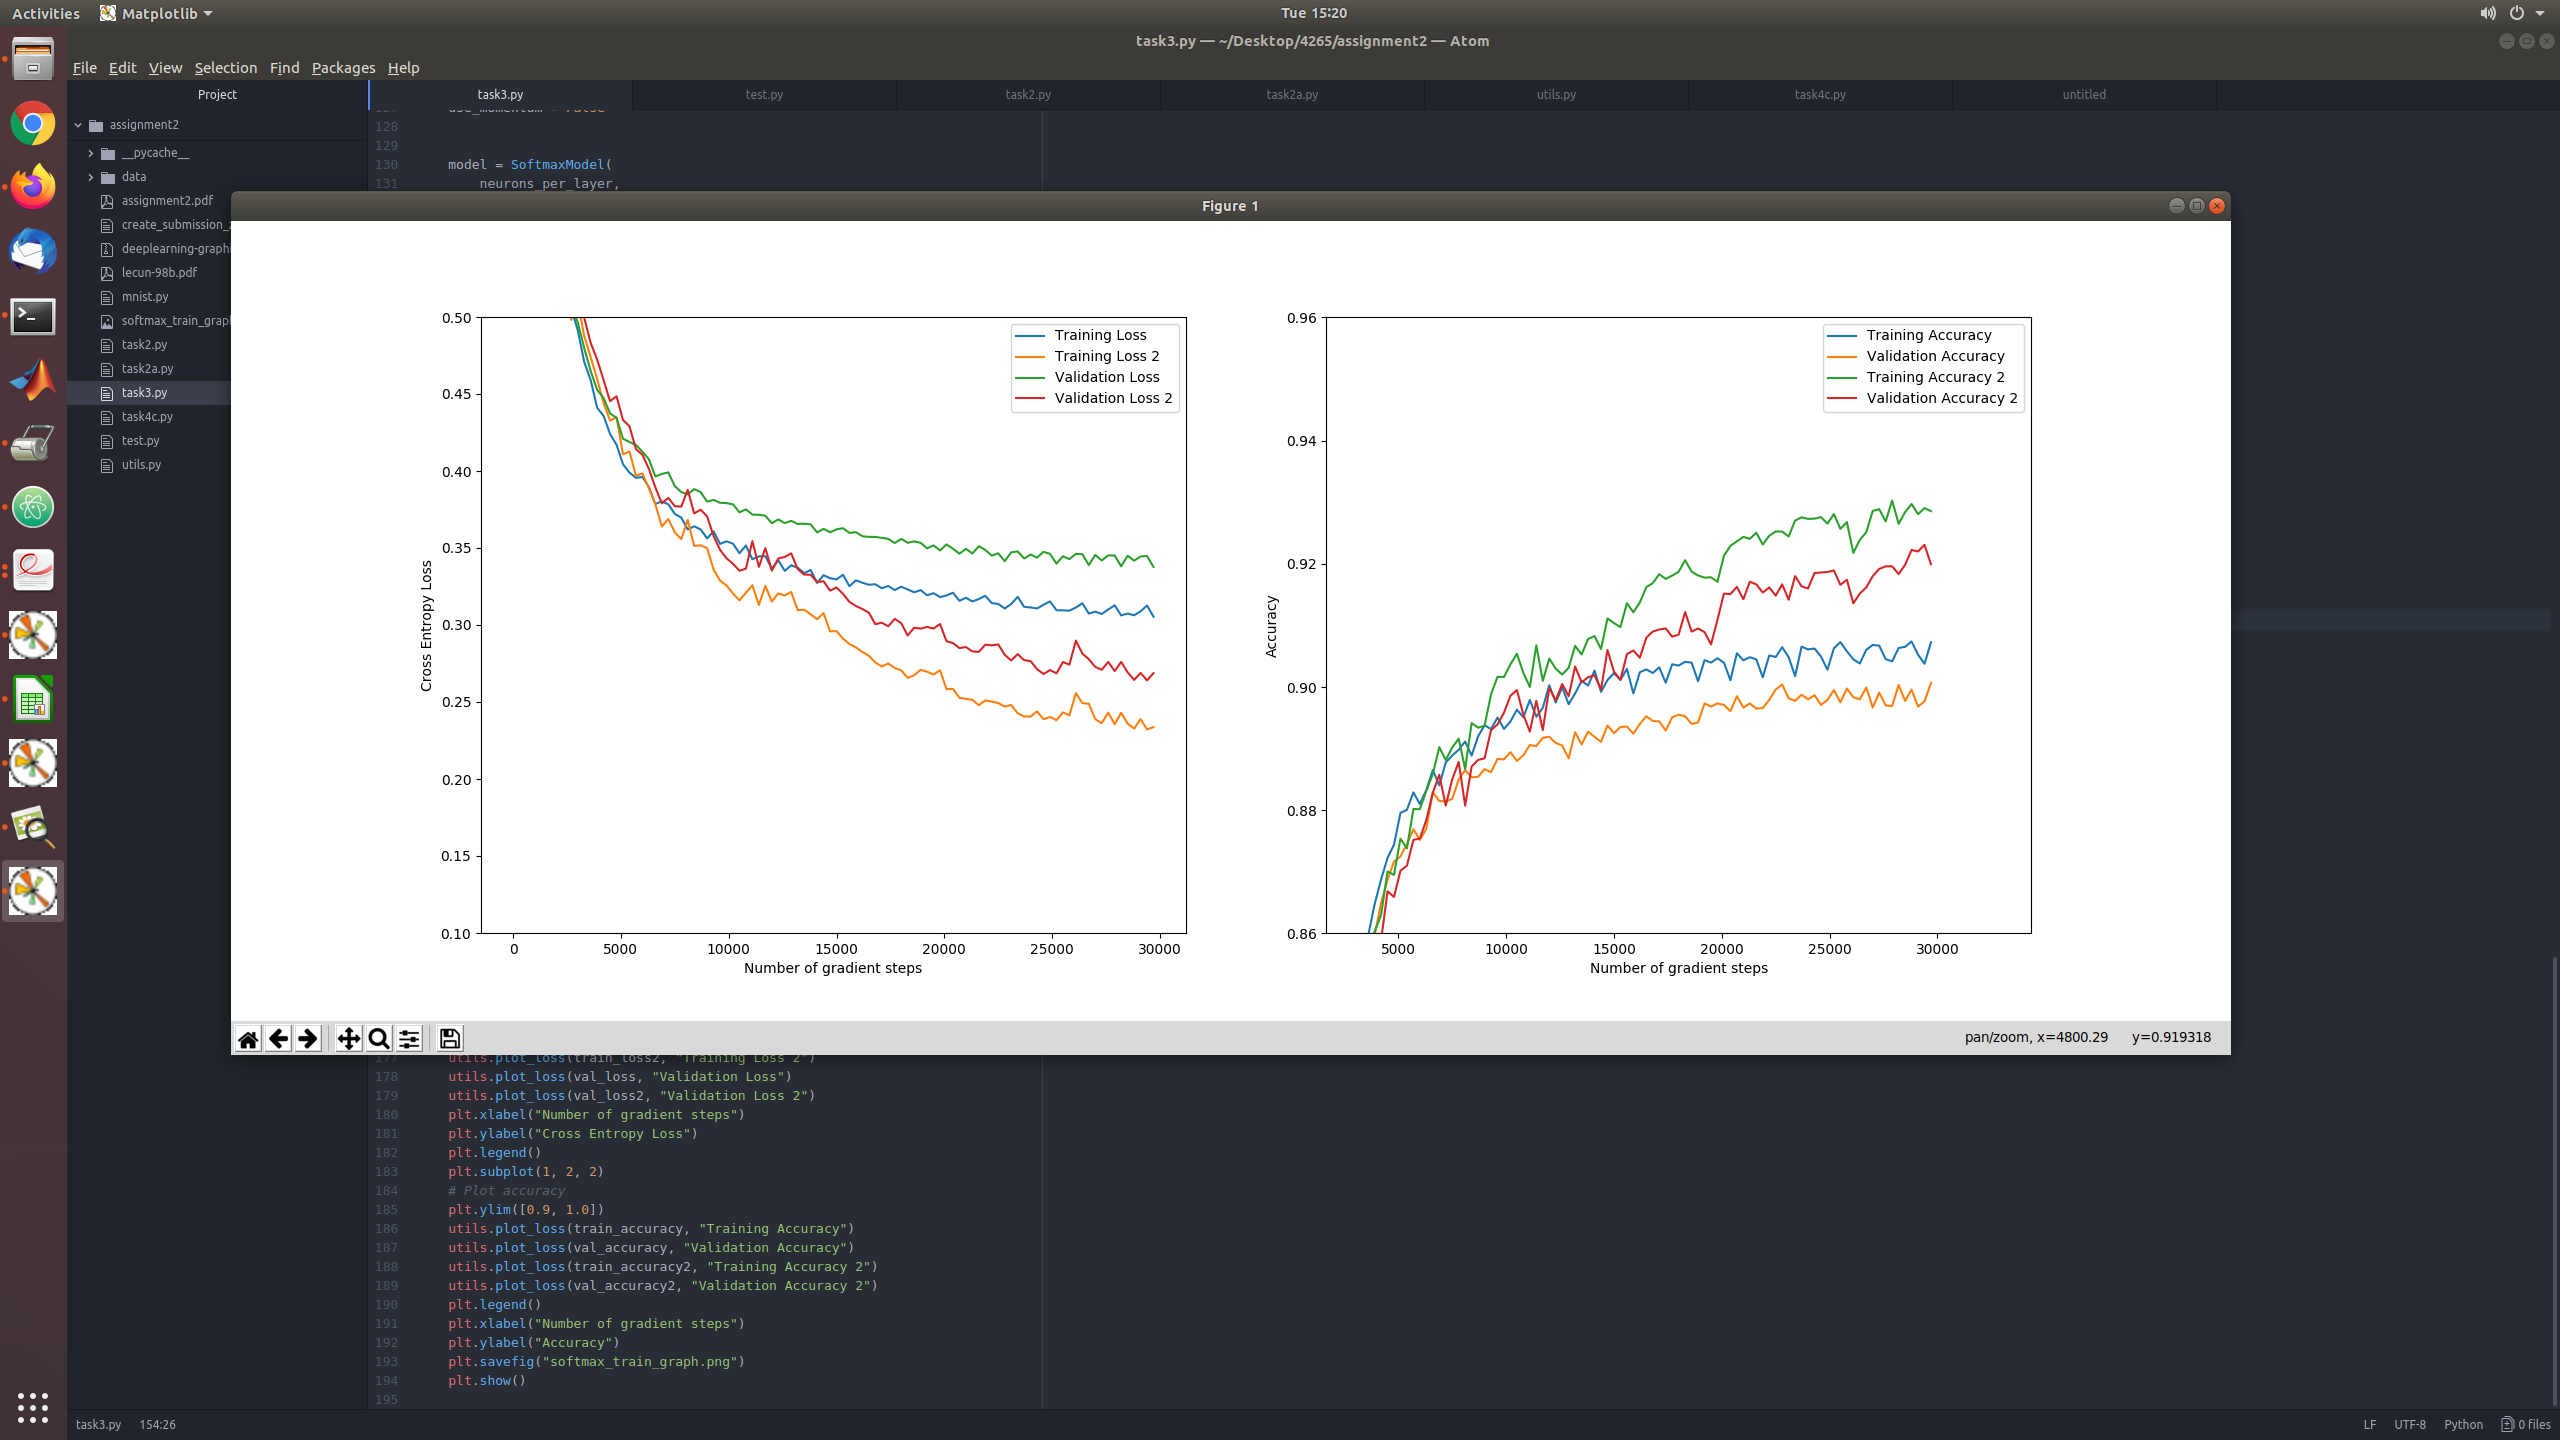 Activities
Matplotlib
Tue 15:20
task3.py — ~/Desktop/4265/assignment2 — Atom
File Edit View Selection Find Packages Help
Project
task3.py
test.py
task2.py
task2a.py
utils.py
task4c.py
untitled
assignment2
__pycache__
data
assignment2.pdf
create_submission_
deeplearning-graph
lecun-98b.pdf
mnist.py
softmax_train_grap
task2.py
task2a.py
task3.py
task4c.py
test.py
utils.py
127 use_momentum = False
128
129
130 model = SoftmaxModel(
131 neurons_per_layer,
Figure 1
0.50
0.45
0.40
0.35
0.30
0.25
0.20
0.15
0.10
Cross Entropy Loss
Training Loss
Training Loss 2
Validation Loss
Validation Loss 2
0 5000 10000 15000 20000 25000 30000
Number of gradient steps
0.96
0.94
0.92
0.90
0.88
0.86
Accuracy
Training Accuracy
Validation Accuracy
Training Accuracy 2
Validation Accuracy 2
5000 10000 15000 20000 25000 30000
Number of gradient steps
pan/zoom, x=4800.29 y=0.919318
177 utils.plot_loss(train_loss2, "Training Loss 2")
178 utils.plot_loss(val_loss, "Validation Loss")
179 utils.plot_loss(val_loss2, "Validation Loss 2")
180 plt.xlabel("Number of gradient steps")
181 plt.ylabel("Cross Entropy Loss")
182 plt.legend()
183 plt.subplot(1, 2, 2)
184 # Plot accuracy
185 plt.ylim([0.9, 1.0])
186 utils.plot_loss(train_accuracy, "Training Accuracy")
187 utils.plot_loss(val_accuracy, "Validation Accuracy")
188 utils.plot_loss(train_accuracy2, "Training Accuracy 2")
189 utils.plot_loss(val_accuracy2, "Validation Accuracy 2")
190 plt.legend()
191 plt.xlabel("Number of gradient steps")
192 plt.ylabel("Accuracy")
193 plt.savefig("softmax_train_graph.png")
194 plt.show()
195
task3.py 154:26
LF UTF-8 Python 0 files